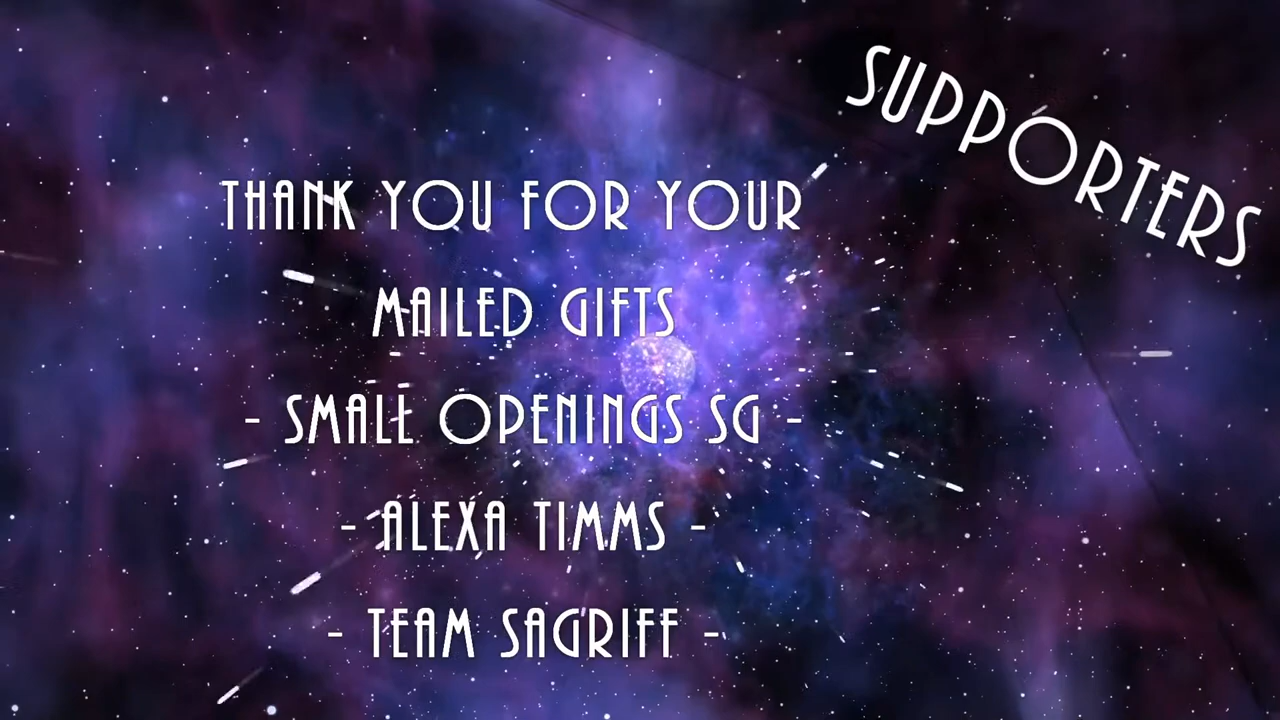 SUPPORTERS
THANK YOU FOR YOUR
MAILED GIFTS
- SMALL OPENINGS SG -
- ALEXA TIMMS -
- TEAM SAGRIFF -